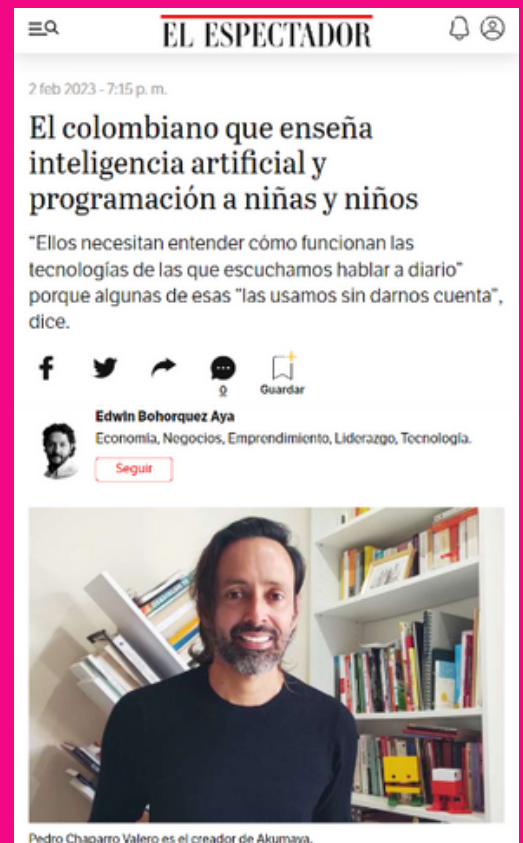 EL ESPECTADOR
2 feb 2023 - 7:15 p. m.
El colombiano que enseña
inteligencia artificial y
programación a niñas y niños
"Ellos necesitan entender cómo funcionan las
tecnologías de las que escuchamos hablar a diario"
porque algunas de esas "las usamos sin darnos cuenta",
dice.
0
Guardar
Edwin Bohorquez Aya
Economía, Negocios, Emprendimiento, Liderazgo, Tecnología.
Seguir
Pedro Chaparro Valero es el creador de Akumaya.